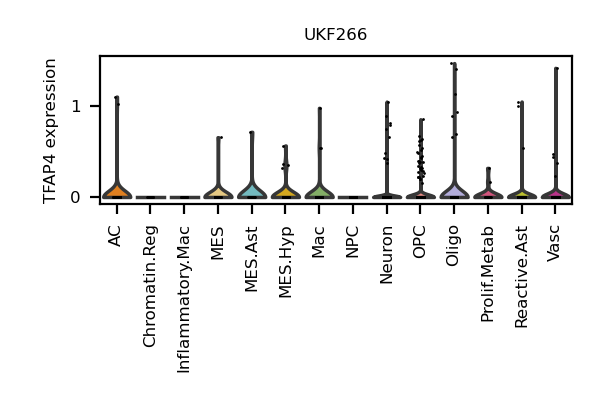 UKF266
TFAP4 expression
1
0
AC
Chromatin.Reg
Inflammatory.Mac
MES
MES.Ast
MES.Hyp
Mac
NPC
Neuron
OPC
Oligo
Prolif.Metab
Reactive.Ast
Vasc